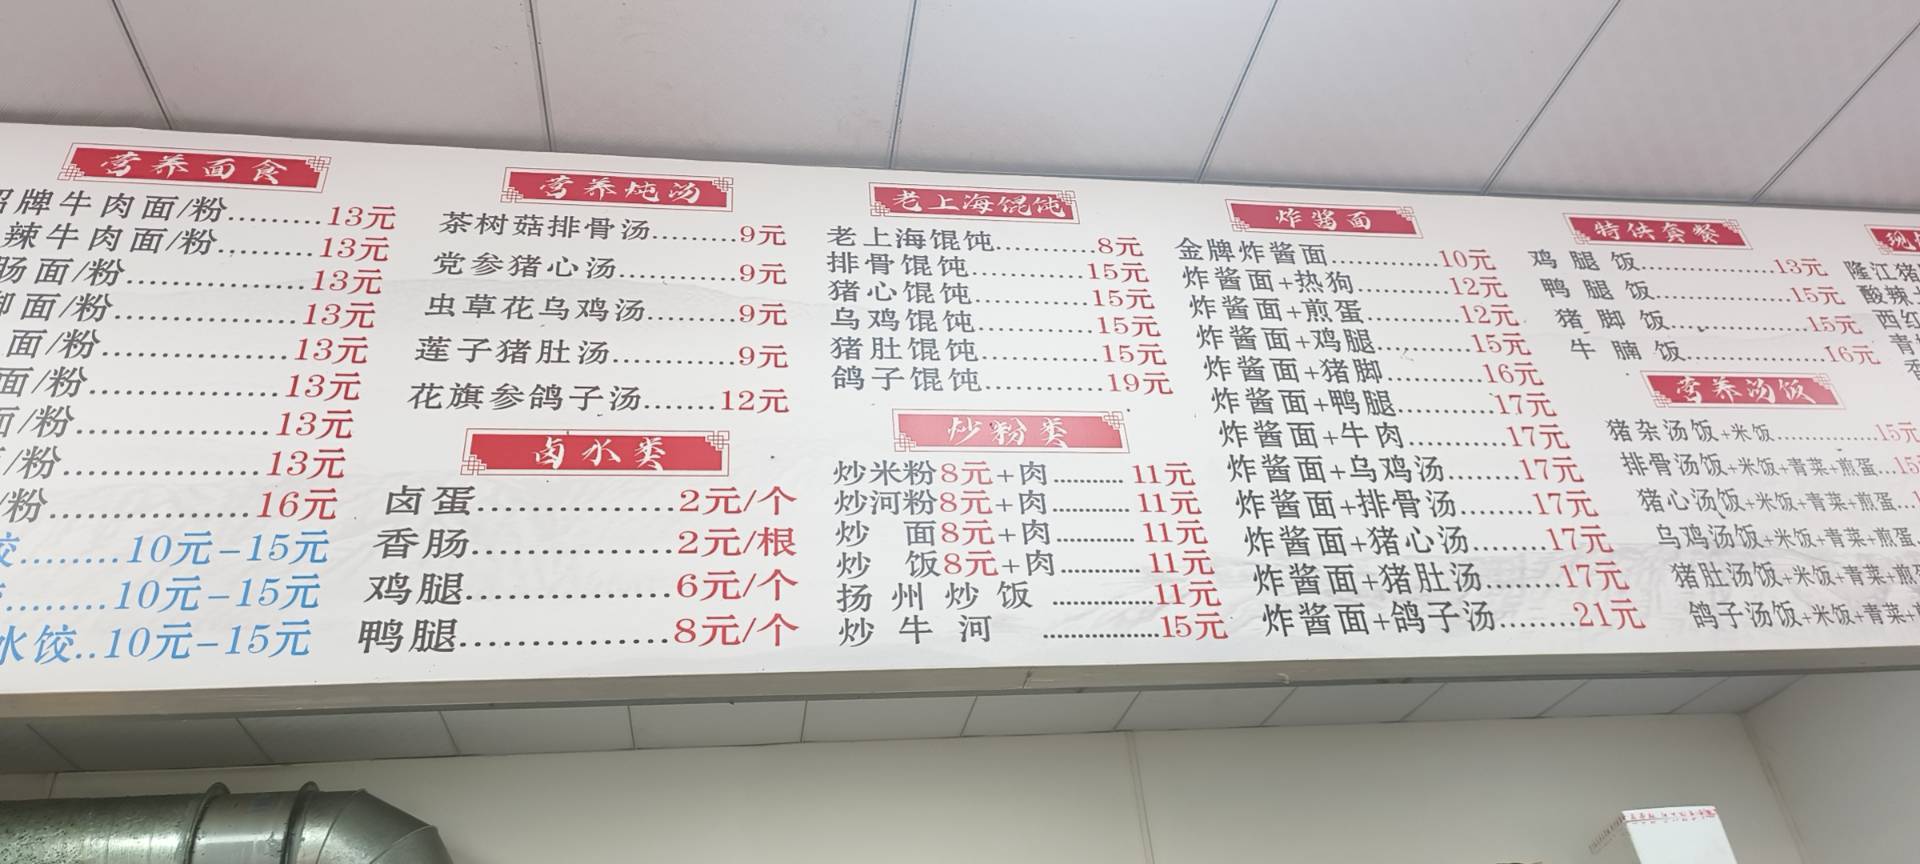 营养面食
招牌牛肉面/粉.........13元
辣牛肉面/粉.........13元
肠面/粉...............13元
脚面/粉...............13元
面/粉...............13元
面/粉...............13元
面/粉...............13元
/粉...............13元
/粉...............16元
饺........10元-15元
........10元-15元
水饺..10元-15元
营养炖汤
茶树菇排骨汤.........9元
党参猪心汤............9元
虫草花乌鸡汤.........9元
莲子猪肚汤............9元
花旗参鸽子汤.......12元
卤水类
卤蛋...............2元/个
香肠...............2元/根
鸡腿...............6元/个
鸭腿...............8元/个
老上海馄饨
老上海馄饨............8元
排骨馄饨............15元
猪心馄饨............15元
乌鸡馄饨............15元
猪肚馄饨............15元
鸽子馄饨............19元
炒粉类
炒米粉8元+肉...........11元
炒河粉8元+肉...........11元
炒 面8元+肉...........11元
炒 饭8元+肉...........11元
扬州炒饭...............11元
炒牛河...............15元
炸酱面
金牌炸酱面............10元
炸酱面+热狗..........12元
炸酱面+煎蛋..........12元
炸酱面+鸡腿..........15元
炸酱面+猪脚..........16元
炸酱面+鸭腿..........17元
炸酱面+牛肉..........17元
炸酱面+乌鸡汤.......17元
炸酱面+排骨汤.......17元
炸酱面+猪心汤.......17元
炸酱面+猪肚汤.......17元
炸酱面+鸽子汤.......21元
特供套餐
鸡腿饭..................13元
鸭腿饭..................15元
猪脚饭..................15元
牛腩饭..................16元
营养汤饭
猪杂汤饭+米饭...............15元
排骨汤饭+米饭+青菜+煎蛋...15
猪心汤饭+米饭+青菜+煎蛋...
乌鸡汤饭+米饭+青菜+煎蛋
猪肚汤饭+米饭+青菜+煎
鸽子汤饭+米饭+青菜+
现
隆江猪
酸辣土
西红
青